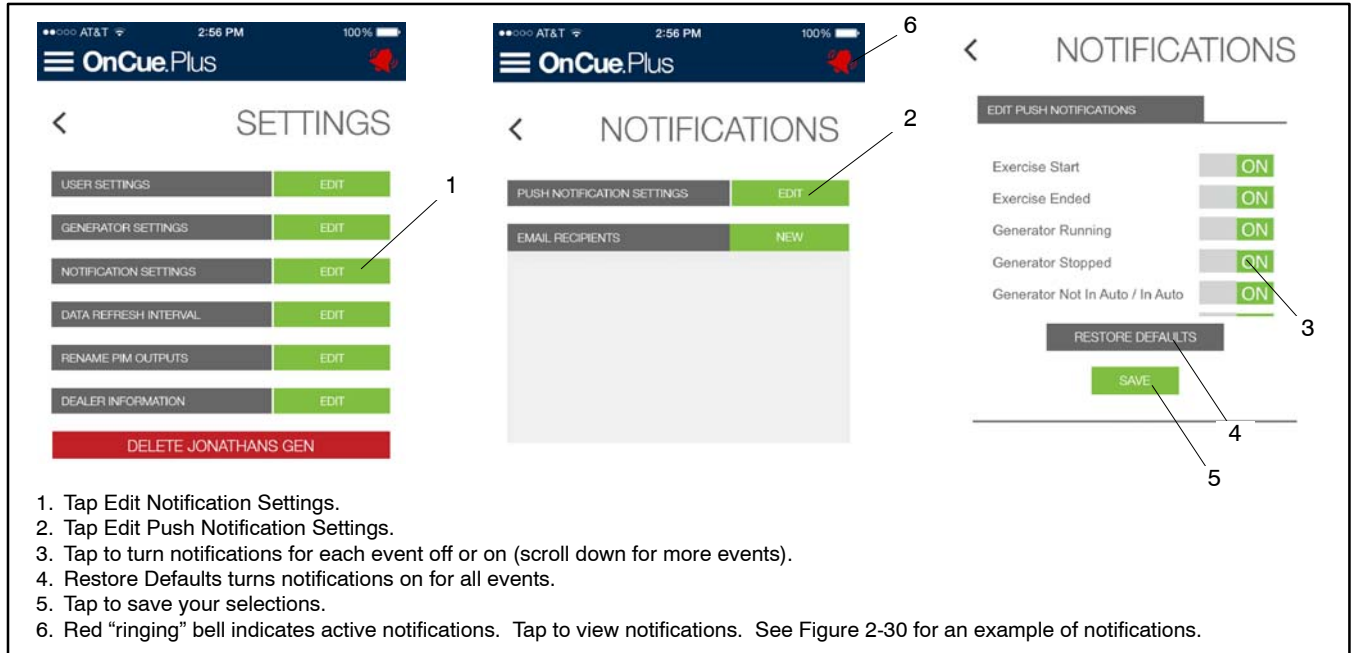 ●●○○○ AT&T 2:56 PM 100%
OnCue.Plus
SETTINGS
USER SETTINGS EDIT
GENERATOR SETTINGS EDIT
NOTIFICATION SETTINGS EDIT
DATA REFRESH INTERVAL EDIT
RENAME PIM OUTPUTS EDIT
DEALER INFORMATION EDIT
DELETE JONATHANS GEN
1
●●○○○ AT&T 2:56 PM 100%
OnCue.Plus
6
NOTIFICATIONS
2
PUSH NOTIFICATION SETTINGS EDIT
EMAIL RECIPIENTS NEW
NOTIFICATIONS
EDIT PUSH NOTIFICATIONS
Exercise Start ON
Exercise Ended ON
Generator Running ON
Generator Stopped ON
Generator Not In Auto / In Auto ON
3
RESTORE DEFAULTS
SAVE
4
5
1. Tap Edit Notification Settings.
2. Tap Edit Push Notification Settings.
3. Tap to turn notifications for each event off or on (scroll down for more events).
4. Restore Defaults turns notifications on for all events.
5. Tap to save your selections.
6. Red “ringing” bell indicates active notifications. Tap to view notifications. See Figure 2-30 for an example of notifications.